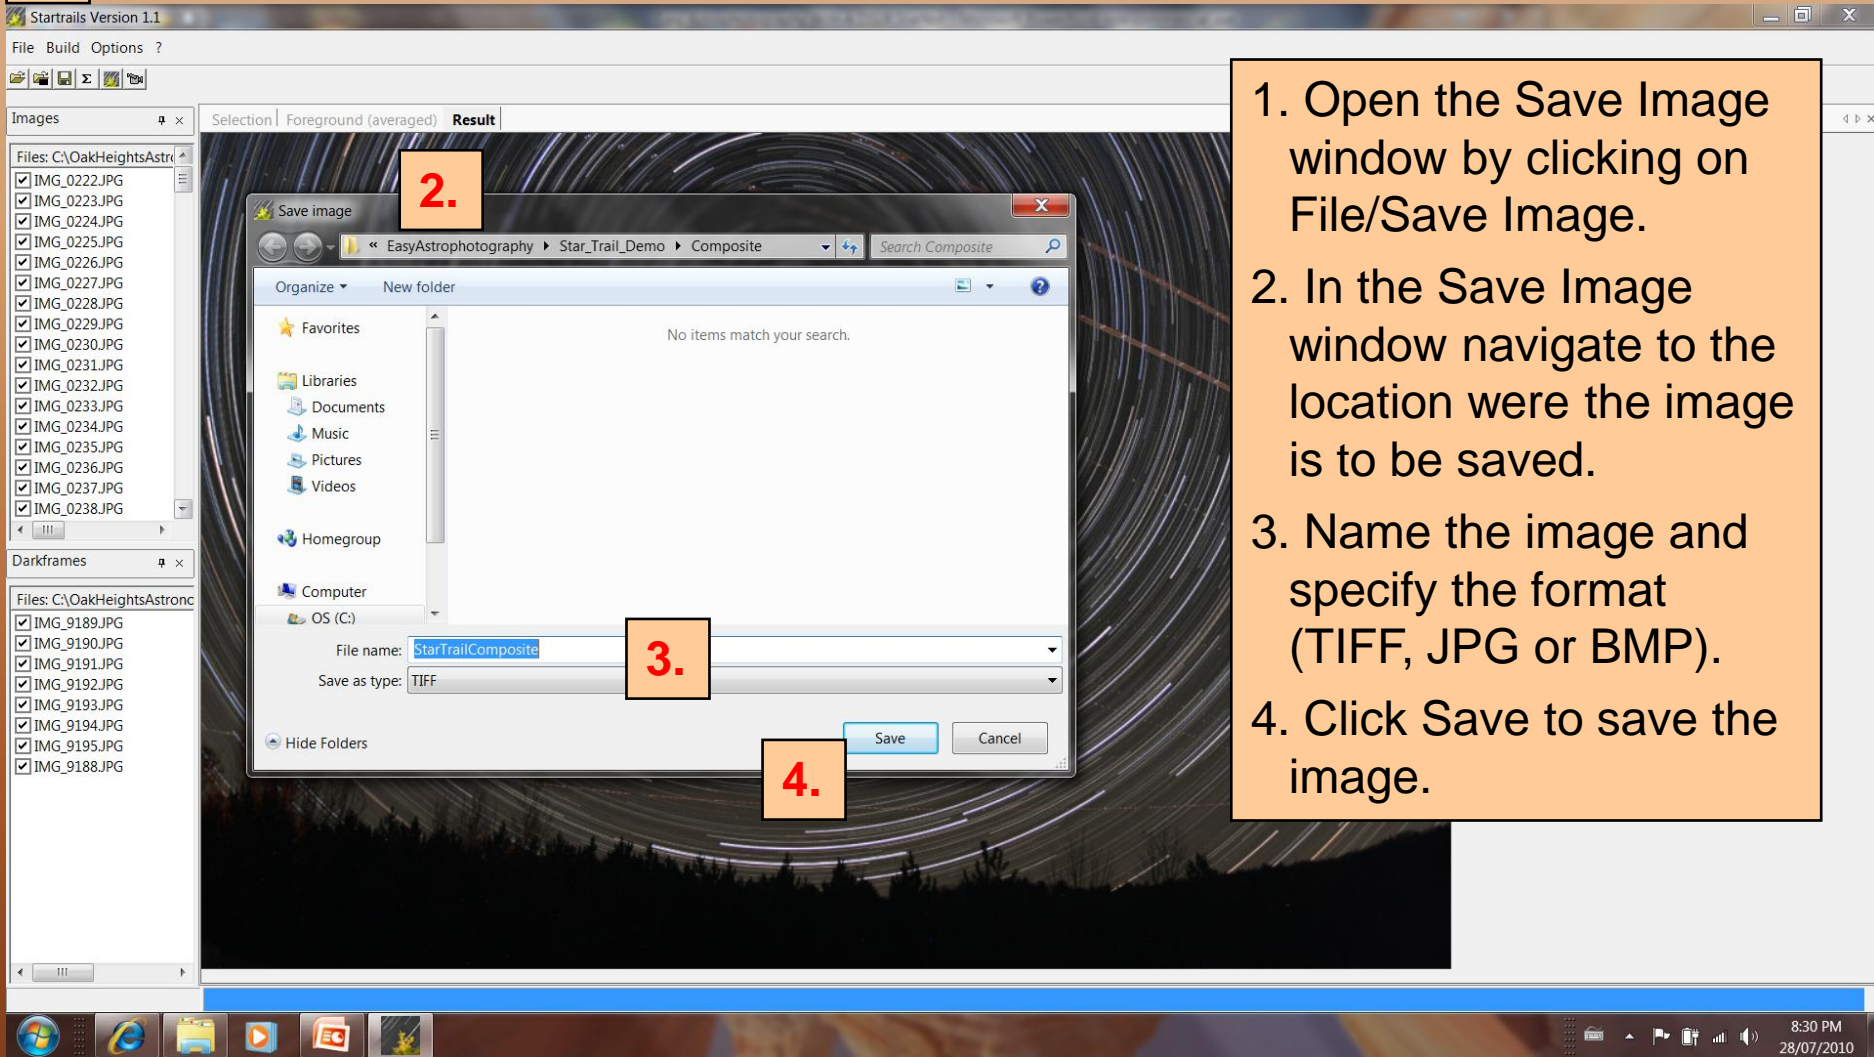 Startrails Version 1.1
File Build Options ?
Σ
Images
Files: C:\OakHeightsAstr
IMG_0222.JPG
IMG_0223.JPG
IMG_0224.JPG
IMG_0225.JPG
IMG_0226.JPG
IMG_0227.JPG
IMG_0228.JPG
IMG_0229.JPG
IMG_0230.JPG
IMG_0231.JPG
IMG_0232.JPG
IMG_0233.JPG
IMG_0234.JPG
IMG_0235.JPG
IMG_0236.JPG
IMG_0237.JPG
IMG_0238.JPG
Darkframes
Files: C:\OakHeightsAstronc
IMG_9189.JPG
IMG_9190.JPG
IMG_9191.JPG
IMG_9192.JPG
IMG_9193.JPG
IMG_9194.JPG
IMG_9195.JPG
IMG_9188.JPG
Selection Foreground (averaged) Result
2.
Save image
« EasyAstrophotography Star_Trail_Demo Composite Search Composite
Organize New folder
Favorites
Libraries
Documents
Music
Pictures
Videos
Homegroup
Computer
OS (C:)
No items match your search.
File name: StarTrailComposite
Save as type: TIFF
3.
Hide Folders
Save Cancel
4.
1. Open the Save Image
window by clicking on
File/Save Image.
2. In the Save Image
window navigate to the
location were the image
is to be saved.
3. Name the image and
specify the format
(TIFF, JPG or BMP).
4. Click Save to save the
image.
8:30 PM
28/07/2010